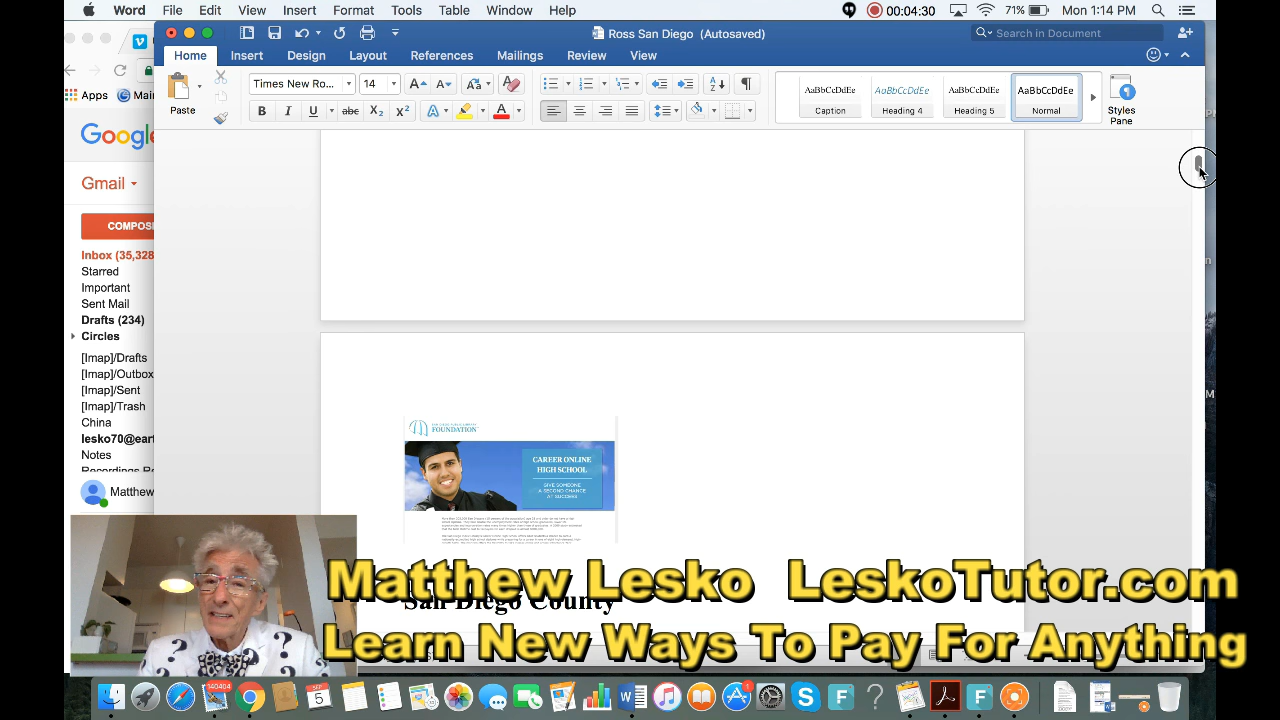 Word File Edit View Insert Format Tools Table Window Help 00:04:30 71% Mon 1:14 PM
Ross San Diego (Autosaved) Search in Document
Home Insert Design Layout References Mailings Review View
Times New Ro... 14
Paste
AaBbCcDdEe AaBbCcDdEe AaBbCcDdEe AaBbCcDdEe
Caption Heading 4 Heading 5 Normal
Styles
Pane
Apps Main
Google
Gmail
COMPOSE
Inbox (35,328
Starred
Important
Sent Mail
Drafts (234)
Circles
[Imap]/Drafts
[Imap]/Outbox
[Imap]/Sent
[Imap]/Trash
China
lesko70@eart
Notes
Matthew
FOUNDATION
CAREER ONLINE
HIGH SCHOOL
GIVE SOMEONE
A SECOND CHANCE
AT SUCCESS
San Diego County
Matthew Lesko LeskoTutor.com
Learn New Ways To Pay For Anything